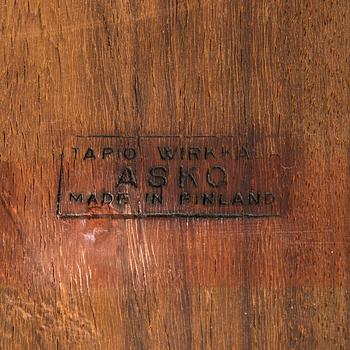 TAPIO WIRKKALA
ASKO
MADE IN FINLAND